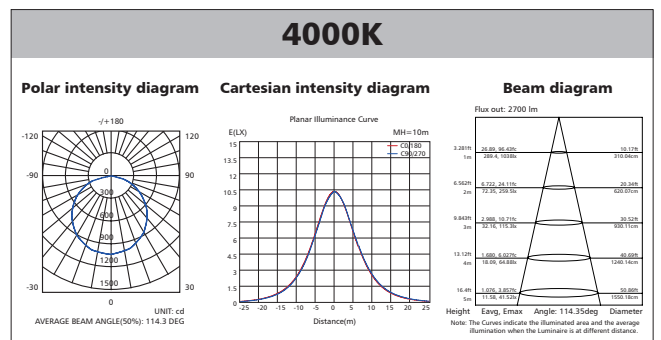 4000K
Polar intensity diagram
Cartesian intensity diagram
Beam diagram
-/+180
-120
120
-90
90
-30
30
0
0
300
600
900
1200
1500
UNIT: cd
AVERAGE BEAM ANGLE(50%): 114.3 DEG
Planar Illuminance Curve
E(LX)
MH=10m
C0/180
C90/270
15
13.5
12
10.5
9
7.5
6
4.5
3
1.5
0
-25 -20 -15 -10 -5 0 5 10 15 20 25
Distance(m)
Flux out: 2700 lm
3.281ft 26.89, 96.43fc 10.17ft
1m 289.4, 1038lx 310.04cm
6.562ft 6.722, 24.11fc 20.34ft
2m 72.35, 259.5lx 620.07cm
9.843ft 2.988, 10.71fc 30.52ft
3m 32.16, 115.3lx 930.11cm
13.12ft 1.680, 6.027fc 40.69ft
4m 18.09, 64.88lx 1240.14cm
16.4ft 1.076, 3.857fc 50.86ft
5m 11.58, 41.52lx 1550.18cm
Height Eavg, Emax Angle: 114.35deg Diameter
Note: The Curves indicate the illuminated area and the average
illumination when the Luminaire is at different distance.